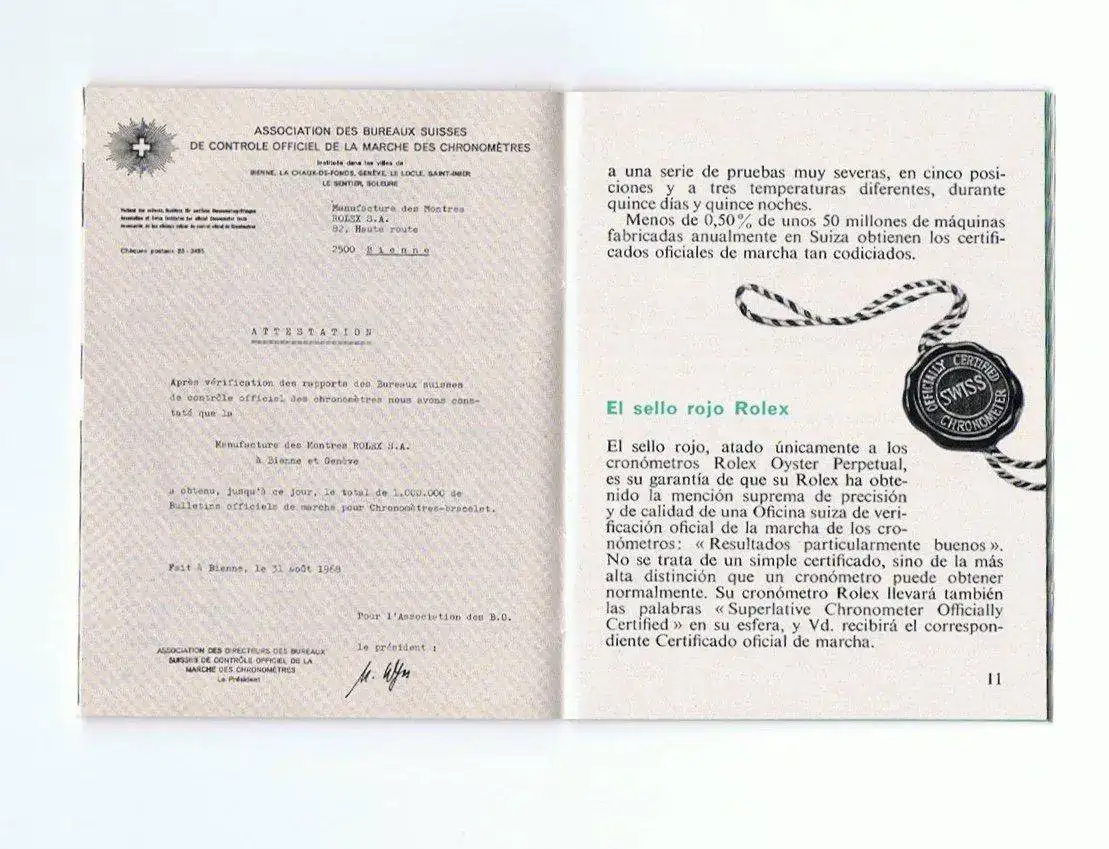 ASSOCIATION DES BUREAUX SUISSES
DE CONTROLE OFFICIEL DE LA MARCHE DES CHRONOMÈTRES
Institués dans les villes de
BIENNE, LA CHAUX-DE-FONDS, GENÈVE, LE LOCLE, SAINT-IMIER
LE SENTIER, SOLEURE
Manufacture des Montres
ROLEX S.A.
82, Haute route
Chèques postaux 25-3485
2500 Bienne
ATTESTATION
Après vérification des rapports des Bureaux suisses
de contrôle officiel des chronomètres nous avons cons-
taté que la
Manufacture des Montres ROLEX S.A.
à Bienne et Genève
a obtenu, jusqu'à ce jour, le total de 1.000.000 de
Bulletins officiels de marche pour Chronomètres-bracelet.
Fait à Bienne, le 31 août 1968
Pour l'Association des B.O.
le président :
ASSOCIATION DES DIRECTEURS DES BUREAUX
SUISSES DE CONTRÔLE OFFICIEL DE LA
MARCHE DES CHRONOMÈTRES
Le Président
a una serie de pruebas muy severas, en cinco posi-
ciones y a tres temperaturas diferentes, durante
quince días y quince noches.
Menos de 0,50% de unos 50 millones de máquinas
fabricadas anualmente en Suiza obtienen los certifi-
cados oficiales de marcha tan codiciados.
OFFICIALLY CERTIFIED
SWISS
CHRONOMETER
El sello rojo Rolex
El sello rojo, atado únicamente a los
cronómetros Rolex Oyster Perpetual,
es su garantía de que su Rolex ha obte-
nido la mención suprema de precisión
y de calidad de una Oficina suiza de veri-
ficación oficial de la marcha de los cro-
nómetros: « Resultados particularmente buenos ».
No se trata de un simple certificado, sino de la más
alta distinción que un cronómetro puede obtener
normalmente. Su cronómetro Rolex llevará también
las palabras « Superlative Chronometer Officially
Certified » en su esfera, y Vd. recibirá el correspon-
diente Certificado oficial de marcha.
11